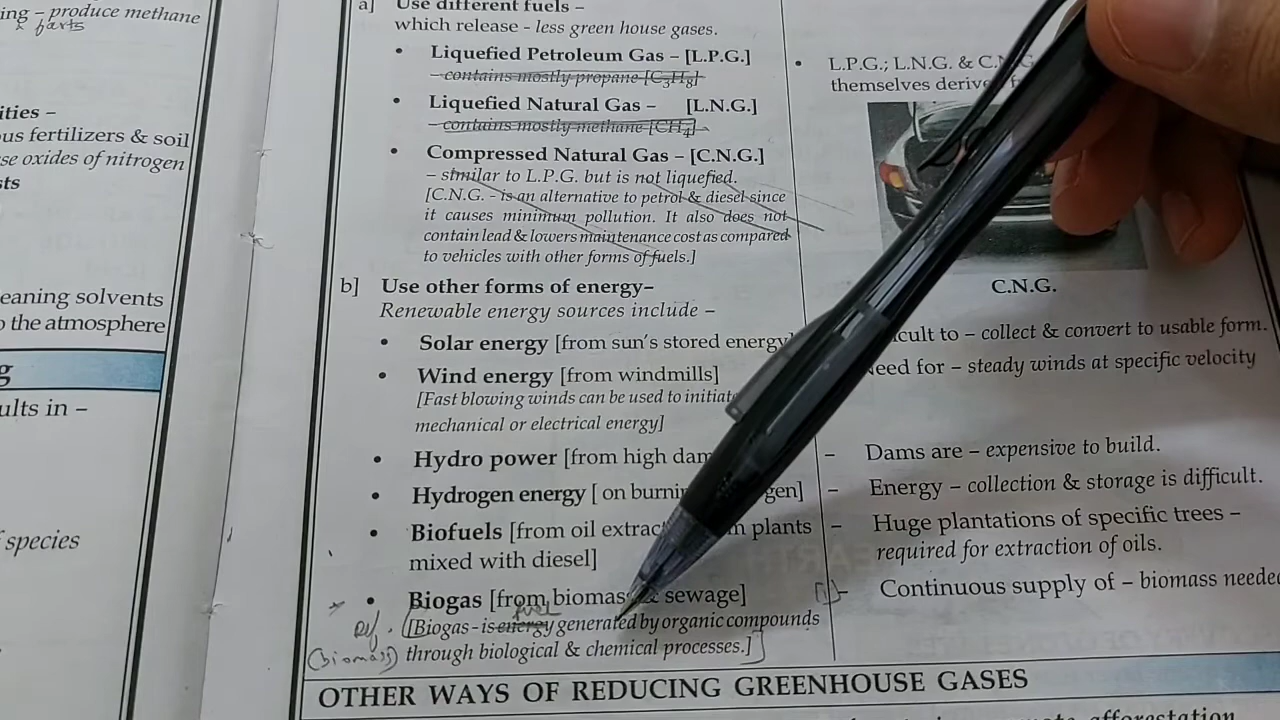 ing - produce methane
farts
ities –
us fertilizers & soil
se oxides of nitrogen
sts
eaning solvents
o the atmosphere
g
ults in –
species
a] Use different fuels –
which release - less green house gases.
• Liquefied Petroleum Gas – [L.P.G.]
– contains mostly propane [C₃H₈]
• Liquefied Natural Gas – [L.N.G.]
– contains mostly methane [CH₄]
• Compressed Natural Gas – [C.N.G.]
– similar to L.P.G. but is not liquefied.
[C.N.G. - is an alternative to petrol & diesel since
it causes minimum pollution. It also does not
contain lead & lowers maintenance cost as compared
to vehicles with other forms of fuels.]
b] Use other forms of energy–
Renewable energy sources include –
• Solar energy [from sun's stored energy]
• Wind energy [from windmills]
[Fast blowing winds can be used to initiate
mechanical or electrical energy]
• Hydro power [from high dam
• Hydrogen energy [ on burnin gen]
• Biofuels [from oil extrac plants
mixed with diesel]
• Biogas [from biomass & sewage]
fuel
[Biogas - is energy generated by organic compounds
(biomass) through biological & chemical processes.]
• L.P.G.; L.N.G. & C.N.G.
themselves deriv
C.N.G.
cult to – collect & convert to usable form.
eed for – steady winds at specific velocity
– Dams are – expensive to build.
– Energy – collection & storage is difficult.
– Huge plantations of specific trees –
required for extraction of oils.
– Continuous supply of – biomass neede
OTHER WAYS OF REDUCING GREENHOUSE GASES
afforestation